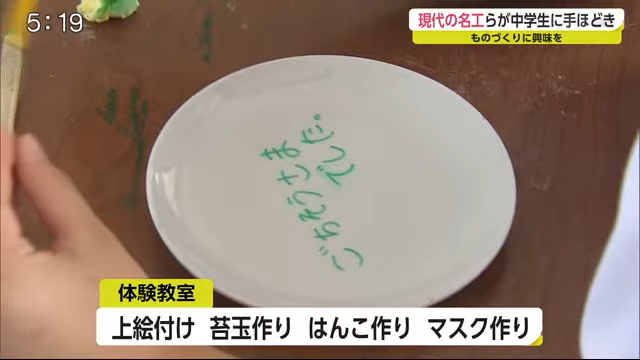 5:19
現代の名工らが中学生に手ほどき
ものづくりに興味を
ごちそうさま
でした。
体験教室
上絵付け 苔玉作り はんこ作り マスク作り